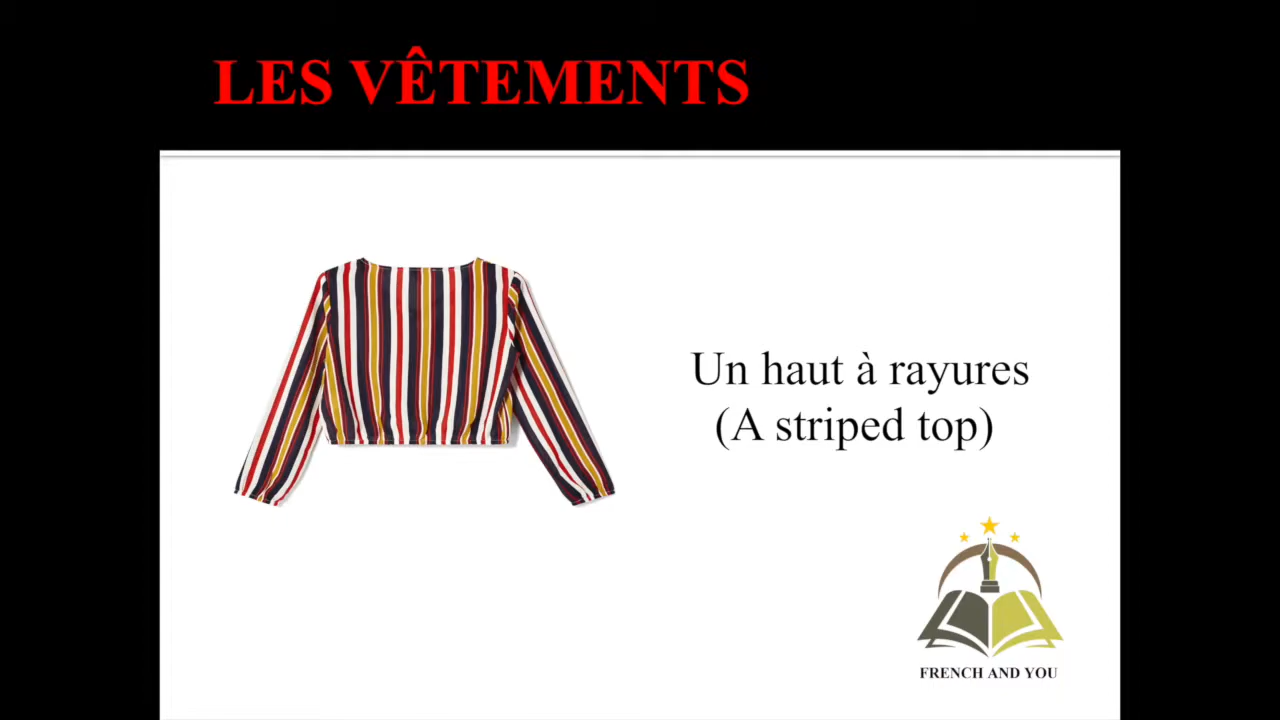 LES VÊTEMENTS
Un haut à rayures
(A striped top)
FRENCH AND YOU